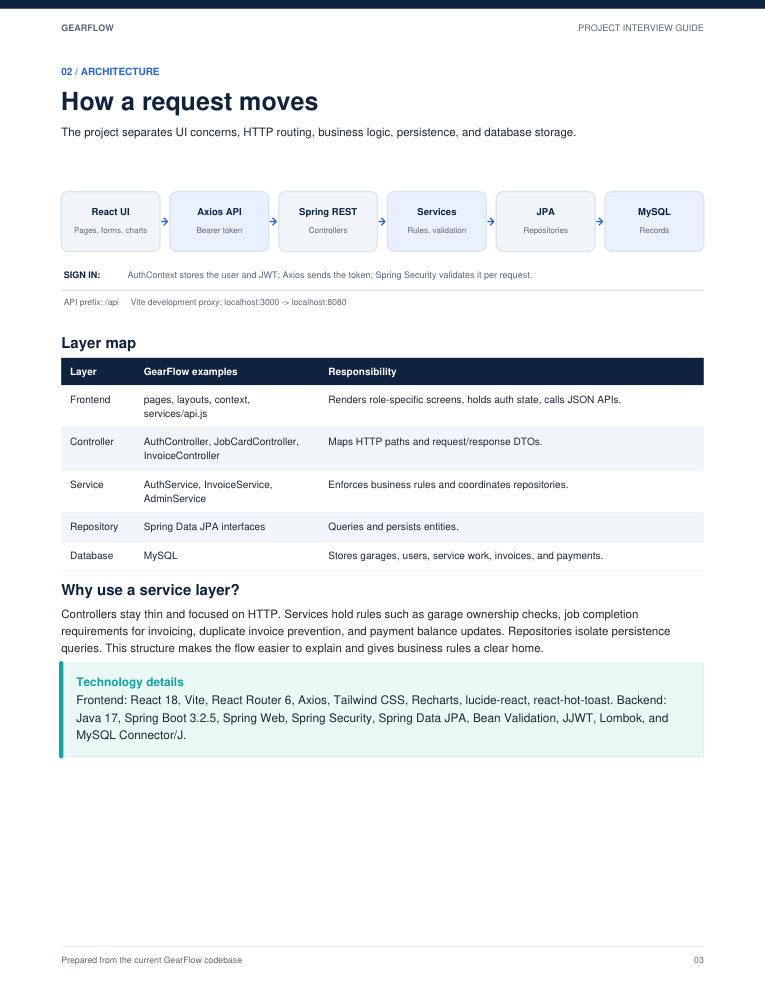 GEARFLOW
PROJECT INTERVIEW GUIDE
02 / ARCHITECTURE
How a request moves
The project separates UI concerns, HTTP routing, business logic, persistence, and database storage.
React UI
Pages, forms, charts
→
Axios API
Bearer token
→
Spring REST
Controllers
→
Services
Rules, validation
→
JPA
Repositories
→
MySQL
Records
SIGN IN: AuthContext stores the user and JWT; Axios sends the token; Spring Security validates it per request.
API prefix: /api Vite development proxy: localhost:3000 -> localhost:8080
Layer map
Layer GearFlow examples Responsibility
Frontend pages, layouts, context, Renders role-specific screens, holds auth state, calls JSON APIs.
services/api.js
Controller AuthController, JobCardController, Maps HTTP paths and request/response DTOs.
InvoiceController
Service AuthService, InvoiceService, Enforces business rules and coordinates repositories.
AdminService
Repository Spring Data JPA interfaces Queries and persists entities.
Database MySQL Stores garages, users, service work, invoices, and payments.
Why use a service layer?
Controllers stay thin and focused on HTTP. Services hold rules such as garage ownership checks, job completion
requirements for invoicing, duplicate invoice prevention, and payment balance updates. Repositories isolate persistence
queries. This structure makes the flow easier to explain and gives business rules a clear home.
Technology details
Frontend: React 18, Vite, React Router 6, Axios, Tailwind CSS, Recharts, lucide-react, react-hot-toast. Backend:
Java 17, Spring Boot 3.2.5, Spring Web, Spring Security, Spring Data JPA, Bean Validation, JJWT, Lombok, and
MySQL Connector/J.
Prepared from the current GearFlow codebase
03